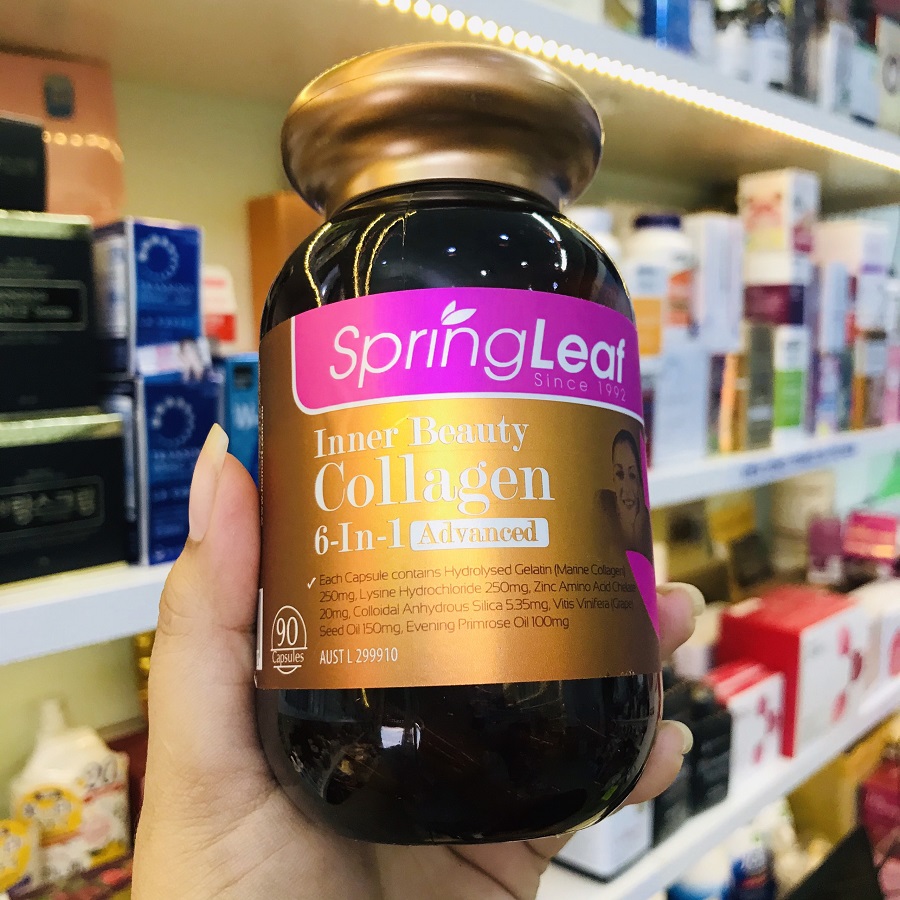 SpringLeaf
Since 1992
Inner Beauty
Collagen
6-In-1 Advanced
Each Capsule contains Hydrolysed Gelatin (Marine Collagen)
250mg, Lysine Hydrochloride 250mg, Zinc Amino Acid Chelate
20mg, Colloidal Anhydrous Silica 5.35mg, Vitis Vinifera (Grape)
Seed Oil 150mg, Evening Primrose Oil 100mg
90
Capsules
AUST L 299910